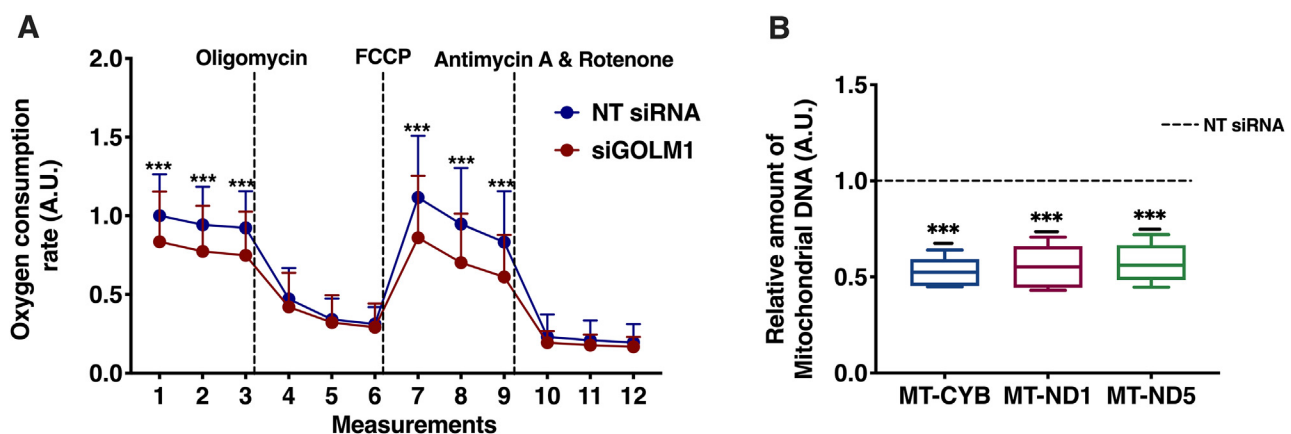 A
Oligomycin
FCCP
Antimycin A & Rotenone
Oxygen consumption
rate (A.U.)
2.0
1.5
1.0
0.5
0.0
***
***
***
***
***
***
NT siRNA
siGOLM1
1 2 3 4 5 6 7 8 9 10 11 12
Measurements
B
Relative amount of
Mitochondrial DNA (A.U.)
1.5
1.0
0.5
0.0
NT siRNA
***
***
***
MT-CYB MT-ND1 MT-ND5